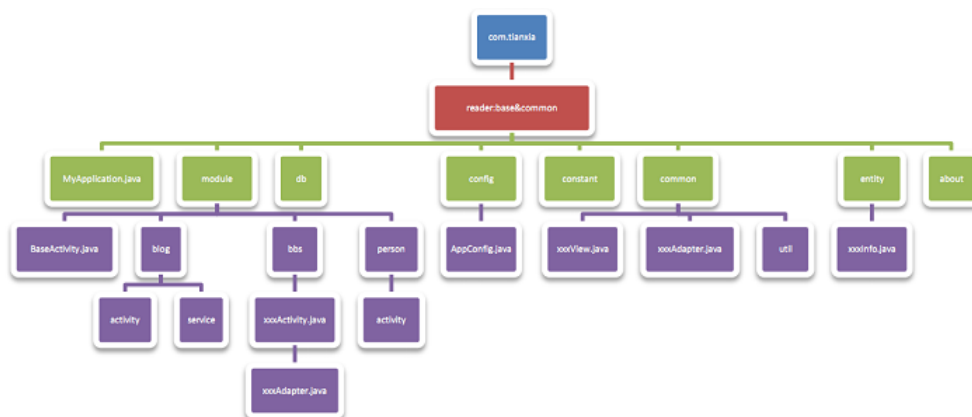 com.tianxia
reader:base&common
MyApplication.java
module
db
config
constant
common
entity
about
BaseActivity.java
blog
bbs
person
AppConfig.java
xxxView.java
xxxAdapter.java
util
xxxInfo.java
activity
service
xxxActivity.java
activity
xxxAdapter.java